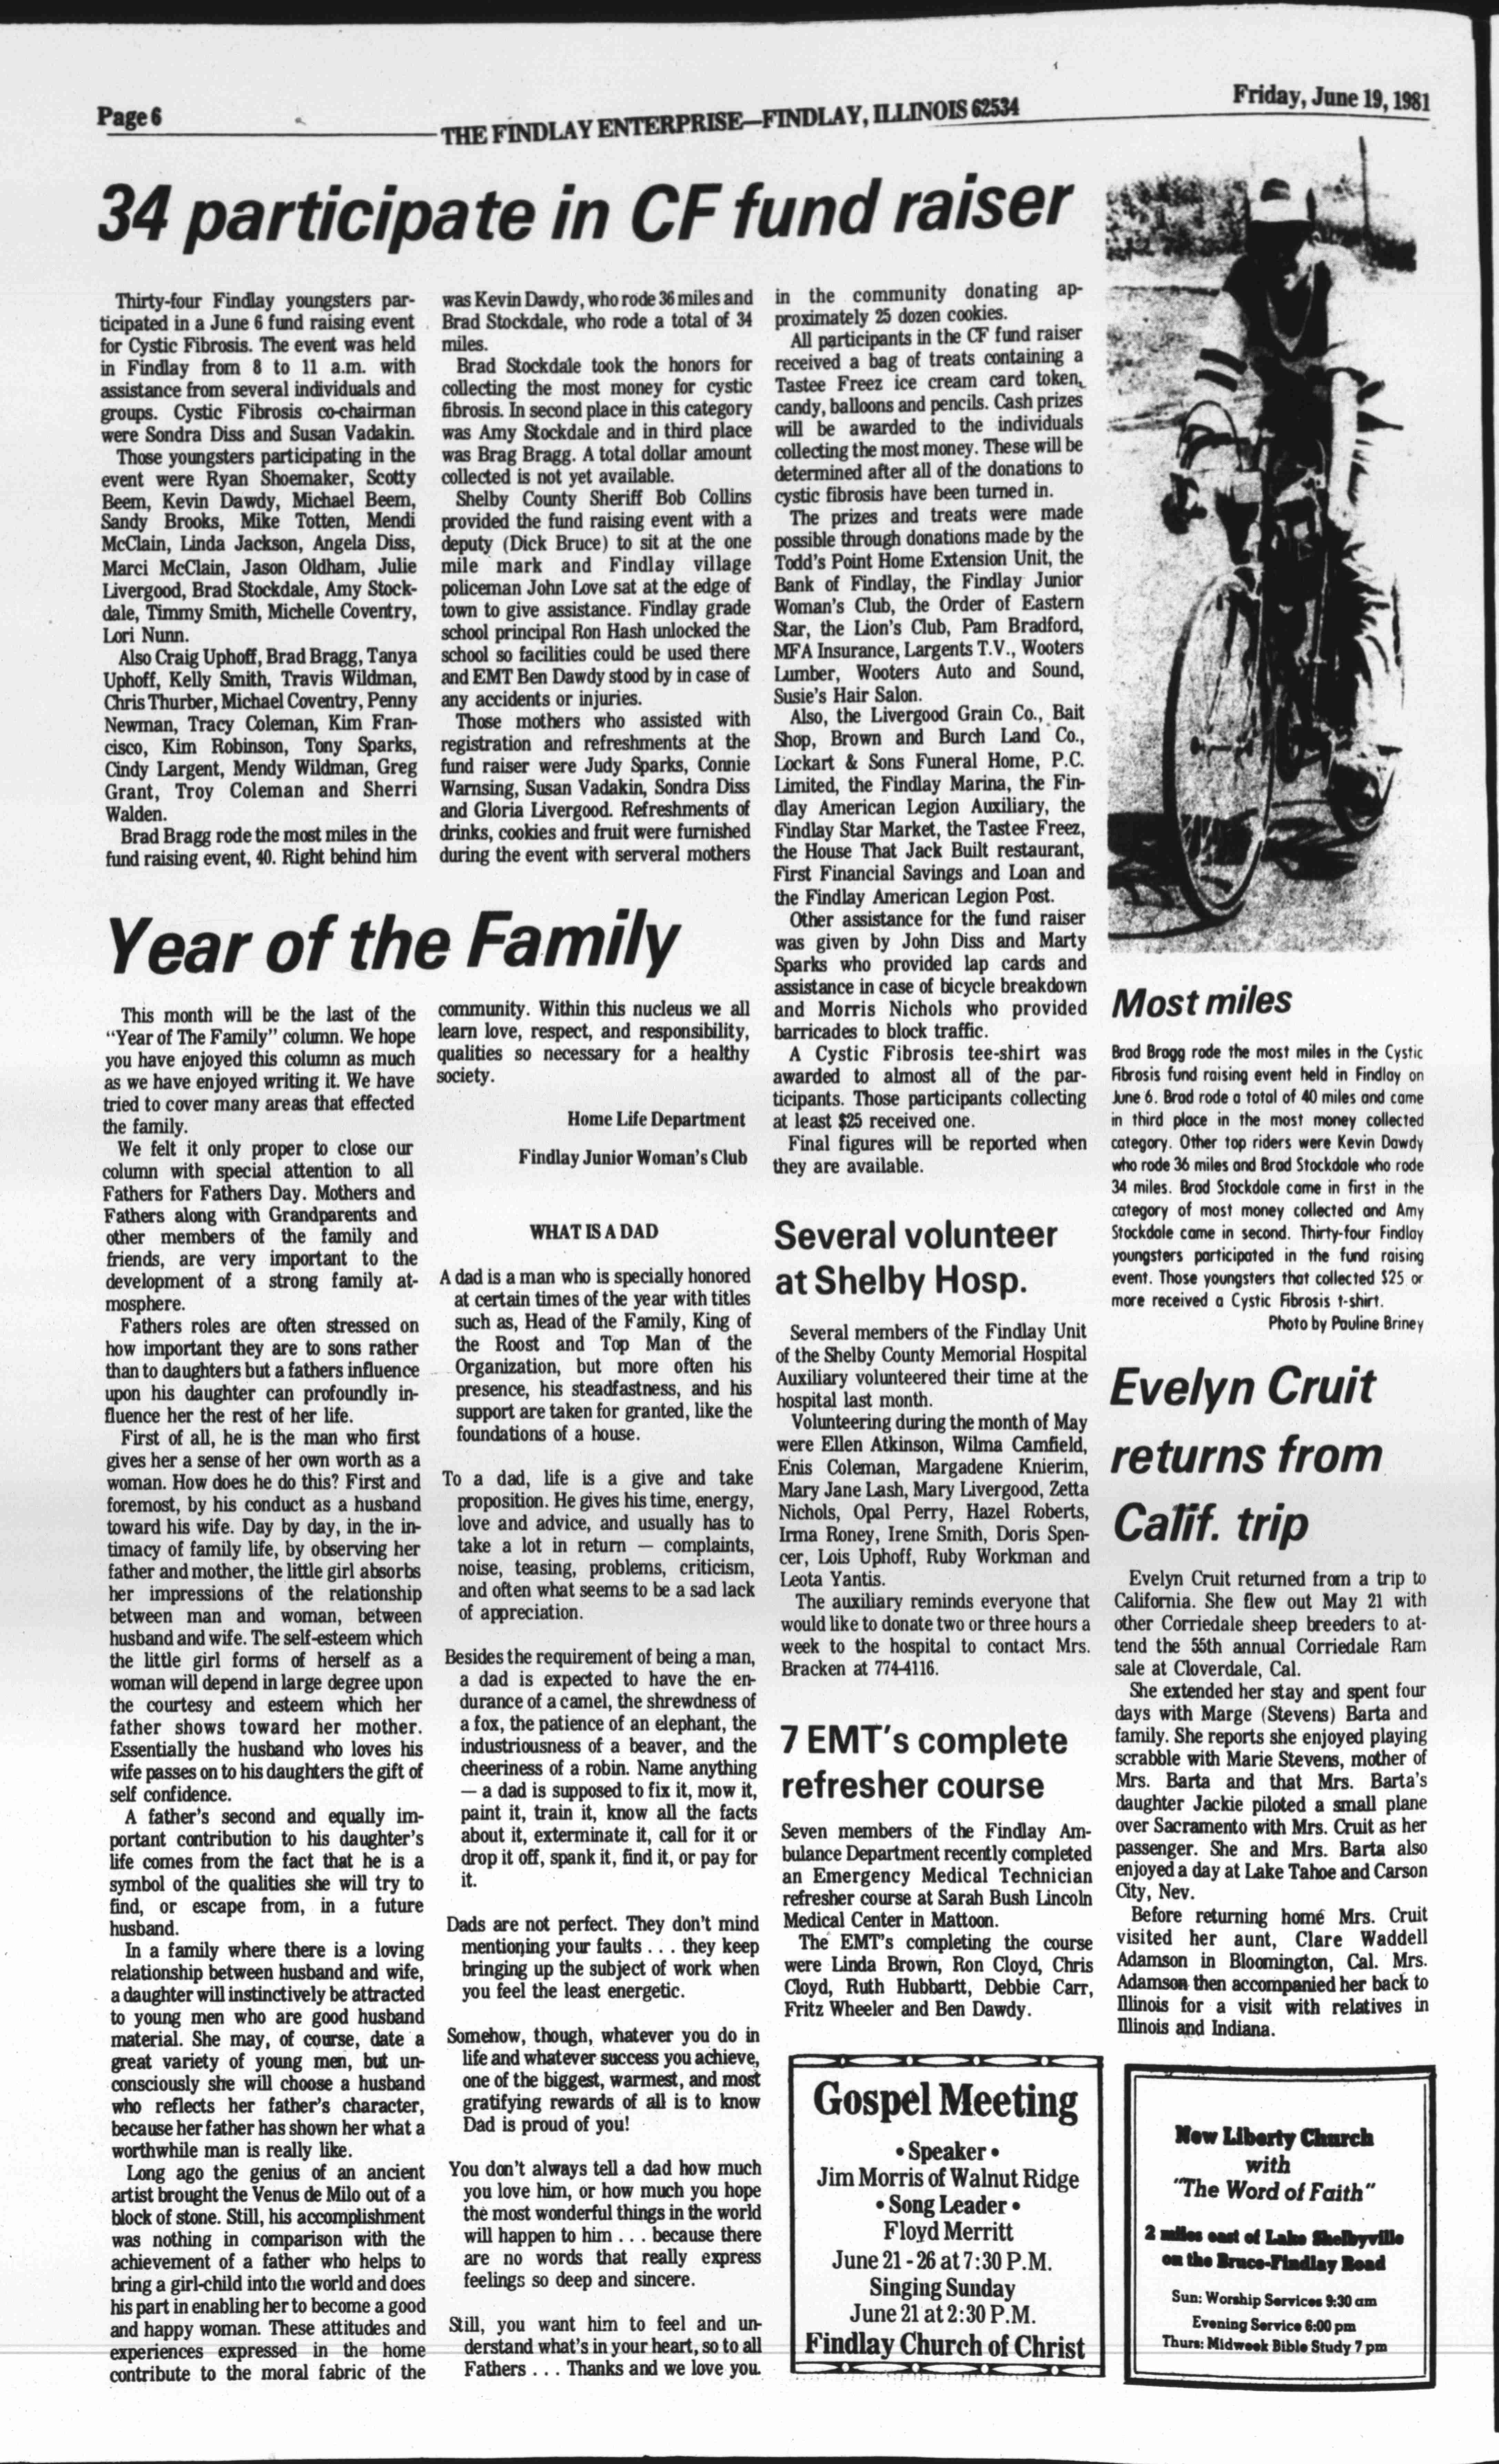 Page 6
THE FINDLAY ENTERPRISE—FINDLAY, ILLINOIS 62534
Friday, June 19, 1981
34 participate in CF fund raiser
Thirty-four Findlay youngsters par-
ticipated in a June 6 fund raising event
for Cystic Fibrosis. The event was held
in Findlay from 8 to 11 a.m. with
assistance from several individuals and
groups. Cystic Fibrosis co-chairman
were Sondra Diss and Susan Vadakin.
Those youngsters participating in the
event were Ryan Shoemaker, Scotty
Beem, Kevin Dawdy, Michael Beem,
Sandy Brooks, Mike Totten, Mendi
McClain, Linda Jackson, Angela Diss,
Marci McClain, Jason Oldham, Julie
Livergood, Brad Stockdale, Amy Stock-
dale, Timmy Smith, Michelle Coventry,
Lori Nunn.
Also Craig Uphoff, Brad Bragg, Tanya
Uphoff, Kelly Smith, Travis Wildman,
Chris Thurber, Michael Coventry, Penny
Newman, Tracy Coleman, Kim Fran-
cisco, Kim Robinson, Tony Sparks,
Cindy Largent, Mendy Wildman, Greg
Grant, Troy Coleman and Sherri
Walden.
Brad Bragg rode the most miles in the
fund raising event, 40. Right behind him
was Kevin Dawdy, who rode 36 miles and
Brad Stockdale, who rode a total of 34
miles.
Brad Stockdale took the honors for
collecting the most money for cystic
fibrosis. In second place in this category
was Amy Stockdale and in third place
was Brag Bragg. A total dollar amount
collected is not yet available.
Shelby County Sheriff Bob Collins
provided the fund raising event with a
deputy (Dick Bruce) to sit at the one
mile mark and Findlay village
policeman John Love sat at the edge of
town to give assistance. Findlay grade
school principal Ron Hash unlocked the
school so facilities could be used there
and EMT Ben Dawdy stood by in case of
any accidents or injuries.
Those mothers who assisted with
registration and refreshments at the
fund raiser were Judy Sparks, Connie
Warnsing, Susan Vadakin, Sondra Diss
and Gloria Livergood. Refreshments of
drinks, cookies and fruit were furnished
during the event with serveral mothers
in the community donating ap-
proximately 25 dozen cookies.
All participants in the CF fund raiser
received a bag of treats containing a
Tastee Freez ice cream card token,
candy, balloons and pencils. Cash prizes
will be awarded to the individuals
collecting the most money. These will be
determined after all of the donations to
cystic fibrosis have been turned in.
The prizes and treats were made
possible through donations made by the
Todd's Point Home Extension Unit, the
Bank of Findlay, the Findlay Junior
Woman's Club, the Order of Eastern
Star, the Lion's Club, Pam Bradford,
MFA Insurance, Largents T.V., Wooters
Lumber, Wooters Auto and Sound,
Susie's Hair Salon.
Also, the Livergood Grain Co., Bait
Shop, Brown and Burch Land Co.,
Lockart & Sons Funeral Home, P.C.
Limited, the Findlay Marina, the Fin-
dlay American Legion Auxiliary, the
Findlay Star Market, the Tastee Freez,
the House That Jack Built restaurant,
First Financial Savings and Loan and
the Findlay American Legion Post.
Other assistance for the fund raiser
was given by John Diss and Marty
Sparks who provided lap cards and
assistance in case of bicycle breakdown
and Morris Nichols who provided
barricades to block traffic.
A Cystic Fibrosis tee-shirt was
awarded to almost all of the par-
ticipants. Those participants collecting
at least $25 received one.
Final figures will be reported when
they are available.
Most miles
Brad Bragg rode the most miles in the Cystic
Fibrosis fund raising event held in Findlay on
June 6. Brad rode a total of 40 miles and came
in third place in the most money collected
category. Other top riders were Kevin Dawdy
who rode 36 miles and Brad Stockdale who rode
34 miles. Brad Stockdale came in first in the
category of most money collected and Amy
Stockdale came in second. Thirty-four Findlay
youngsters participated in the fund raising
event. Those youngsters that collected $25 or
more received a Cystic Fibrosis t-shirt.
Photo by Pauline Briney
Year of the Family
This month will be the last of the
"Year of The Family" column. We hope
you have enjoyed this column as much
as we have enjoyed writing it. We have
tried to cover many areas that effected
the family.
We felt it only proper to close our
column with special attention to all
Fathers for Fathers Day. Mothers and
Fathers along with Grandparents and
other members of the family and
friends, are very important to the
development of a strong family at-
mosphere.
Fathers roles are often stressed on
how important they are to sons rather
than to daughters but a fathers influence
upon his daughter can profoundly in-
fluence her the rest of her life.
First of all, he is the man who first
gives her a sense of her own worth as a
woman. How does he do this? First and
foremost, by his conduct as a husband
toward his wife. Day by day, in the in-
timacy of family life, by observing her
father and mother, the little girl absorbs
her impressions of the relationship
between man and woman, between
husband and wife. The self-esteem which
the little girl forms of herself as a
woman will depend in large degree upon
the courtesy and esteem which her
father shows toward her mother.
Essentially the husband who loves his
wife passes on to his daughters the gift of
self confidence.
A father's second and equally im-
portant contribution to his daughter's
life comes from the fact that he is a
symbol of the qualities she will try to
find, or escape from, in a future
husband.
In a family where there is a loving
relationship between husband and wife,
a daughter will instinctively be attracted
to young men who are good husband
material. She may, of course, date a
great variety of young men, but un-
consciously she will choose a husband
who reflects her father's character,
because her father has shown her what a
worthwhile man is really like.
Long ago the genius of an ancient
artist brought the Venus de Milo out of a
block of stone. Still, his accomplishment
was nothing in comparison with the
achievement of a father who helps to
bring a girl-child into the world and does
his part in enabling her to become a good
and happy woman. These attitudes and
experiences expressed in the home
contribute to the moral fabric of the
community. Within this nucleus we all
learn love, respect, and responsibility,
qualities so necessary for a healthy
society.
Home Life Department
Findlay Junior Woman's Club
WHAT IS A DAD
A dad is a man who is specially honored
at certain times of the year with titles
such as, Head of the Family, King of
the Roost and Top Man of the
Organization, but more often his
presence, his steadfastness, and his
support are taken for granted, like the
foundations of a house.
To a dad, life is a give and take
proposition. He gives his time, energy,
love and advice, and usually has to
take a lot in return — complaints,
noise, teasing, problems, criticism,
and often what seems to be a sad lack
of appreciation.
Besides the requirement of being a man,
a dad is expected to have the en-
durance of a camel, the shrewdness of
a fox, the patience of an elephant, the
industriousness of a beaver, and the
cheeriness of a robin. Name anything
— a dad is supposed to fix it, mow it,
paint it, train it, know all the facts
about it, exterminate it, call for it or
drop it off, spank it, find it, or pay for
it.
Dads are not perfect. They don't mind
mentioning your faults . . . they keep
bringing up the subject of work when
you feel the least energetic.
Somehow, though, whatever you do in
life and whatever success you achieve,
one of the biggest, warmest, and most
gratifying rewards of all is to know
Dad is proud of you!
You don't always tell a dad how much
you love him, or how much you hope
the most wonderful things in the world
will happen to him . . . because there
are no words that really express
feelings so deep and sincere.
Still, you want him to feel and un-
derstand what's in your heart, so to all
Fathers . . . Thanks and we love you.
Several volunteer
at Shelby Hosp.
Several members of the Findlay Unit
of the Shelby County Memorial Hospital
Auxiliary volunteered their time at the
hospital last month.
Volunteering during the month of May
were Ellen Atkinson, Wilma Camfield,
Enis Coleman, Margadene Knierim,
Mary Jane Lash, Mary Livergood, Zetta
Nichols, Opal Perry, Hazel Roberts,
Irma Roney, Irene Smith, Doris Spen-
cer, Lois Uphoff, Ruby Workman and
Leota Yantis.
The auxiliary reminds everyone that
would like to donate two or three hours a
week to the hospital to contact Mrs.
Bracken at 774-4116.
7 EMT's complete
refresher course
Seven members of the Findlay Am-
bulance Department recently completed
an Emergency Medical Technician
refresher course at Sarah Bush Lincoln
Medical Center in Mattoon.
The EMT's completing the course
were Linda Brown, Ron Cloyd, Chris
Cloyd, Ruth Hubbartt, Debbie Carr,
Fritz Wheeler and Ben Dawdy.
Evelyn Cruit
returns from
Calif. trip
Evelyn Cruit returned from a trip to
California. She flew out May 21 with
other Corriedale sheep breeders to at-
tend the 55th annual Corriedale Ram
sale at Cloverdale, Cal.
She extended her stay and spent four
days with Marge (Stevens) Barta and
family. She reports she enjoyed playing
scrabble with Marie Stevens, mother of
Mrs. Barta and that Mrs. Barta's
daughter Jackie piloted a small plane
over Sacramento with Mrs. Cruit as her
passenger. She and Mrs. Barta also
enjoyed a day at Lake Tahoe and Carson
City, Nev.
Before returning home Mrs. Cruit
visited her aunt, Clare Waddell
Adamson in Bloomington, Cal. Mrs.
Adamson then accompanied her back to
Illinois for a visit with relatives in
Illinois and Indiana.
Gospel Meeting
• Speaker •
Jim Morris of Walnut Ridge
• Song Leader •
Floyd Merritt
June 21 - 26 at 7:30 P.M.
Singing Sunday
June 21 at 2:30 P.M.
Findlay Church of Christ
New Liberty Church
with
"The Word of Faith"
2 miles east of Lake Shelbyville
on the Bruce-Findlay Road
Sun: Worship Services 9:30 am
Evening Service 6:00 pm
Thurs: Midweek Bible Study 7 pm